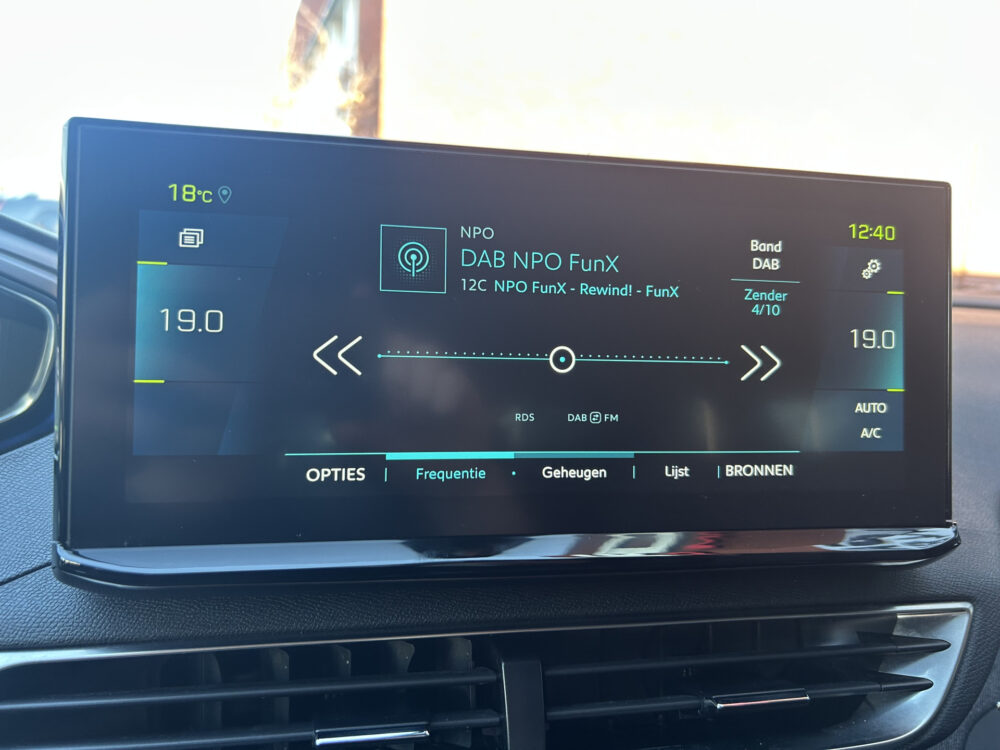 18°C
12:40
NPO
DAB NPO FunX
12C NPO FunX - Rewind! - FunX
Band
DAB
Zender
4/10
19.0
19.0
AUTO
A/C
RDS DAB FM
OPTIES | Frequentie • Geheugen | Lijst | BRONNEN